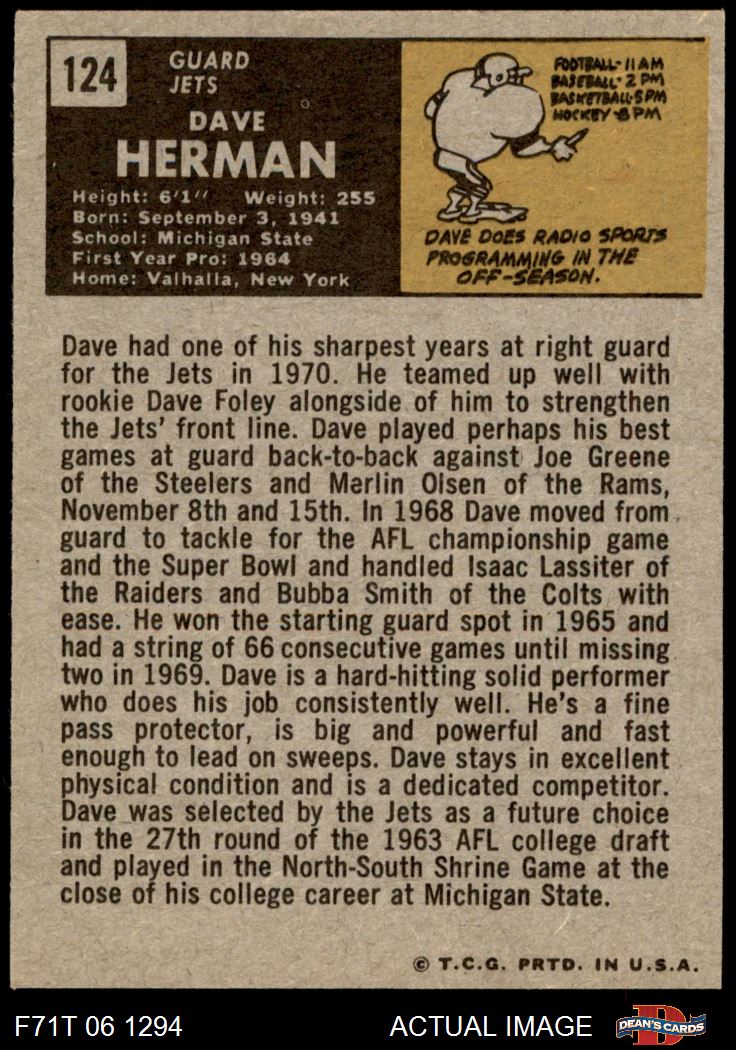 124
GUARD
JETS
DAVE
HERMAN
Height: 6'1" Weight: 255
Born: September 3, 1941
School: Michigan State
First Year Pro: 1964
Home: Valhalla, New York
FOOTBALL-11AM
BASEBALL-2PM
BASKETBALL-5PM
HOCKEY-8PM
DAVE DOES RADIO SPORTS
PROGRAMMING IN THE
OFF-SEASON.
Dave had one of his sharpest years at right guard
for the Jets in 1970. He teamed up well with
rookie Dave Foley alongside of him to strengthen
the Jets' front line. Dave played perhaps his best
games at guard back-to-back against Joe Greene
of the Steelers and Merlin Olsen of the Rams,
November 8th and 15th. In 1968 Dave moved from
guard to tackle for the AFL championship game
and the Super Bowl and handled Isaac Lassiter of
the Raiders and Bubba Smith of the Colts with
ease. He won the starting guard spot in 1965 and
had a string of 66 consecutive games until missing
two in 1969. Dave is a hard-hitting solid performer
who does his job consistently well. He's a fine
pass protector, is big and powerful and fast
enough to lead on sweeps. Dave stays in excellent
physical condition and is a dedicated competitor.
Dave was selected by the Jets as a future choice
in the 27th round of the 1963 AFL college draft
and played in the North-South Shrine Game at the
close of his college career at Michigan State.
© T.C.G. PRTD. IN U.S.A.
F71T 06 1294 ACTUAL IMAGE
D
DEAN'S CARDS